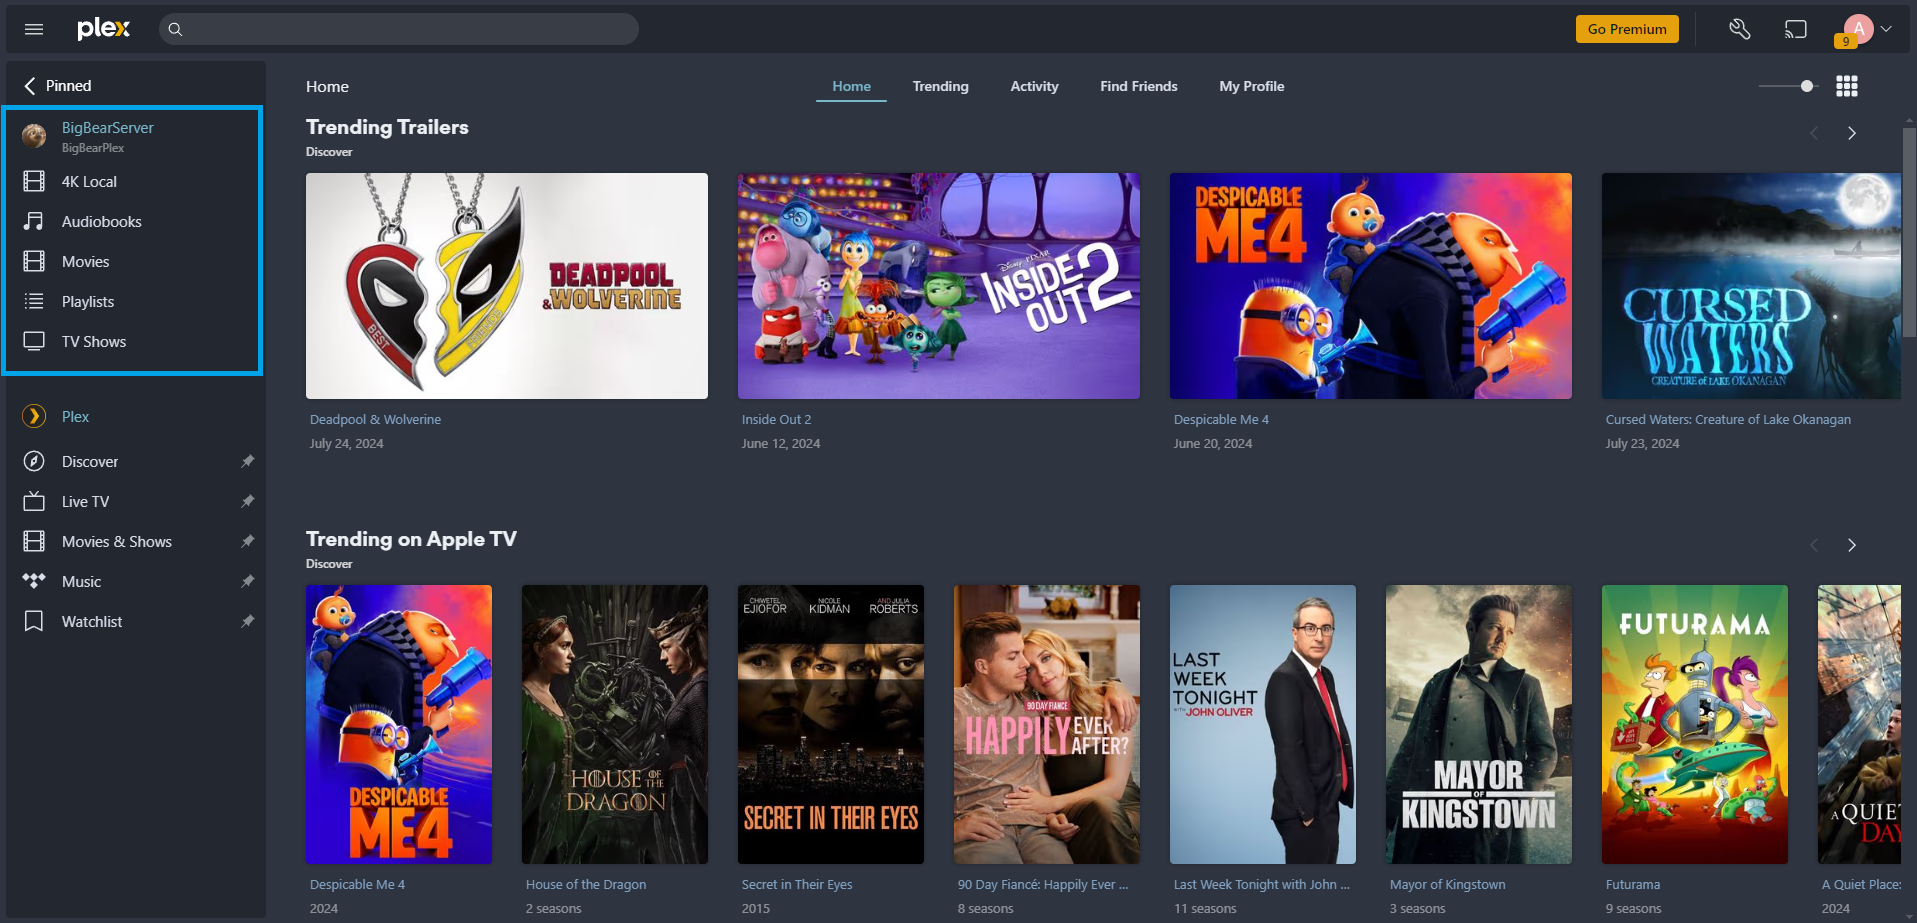 plex
Go Premium
A
9
Pinned
BigBearServer
BigBearPlex
4K Local
Audiobooks
Movies
Playlists
TV Shows
Plex
Discover
Live TV
Movies & Shows
Music
Watchlist
Home
Home
Trending
Activity
Find Friends
My Profile
Trending Trailers
Discover
BEST
FRIENDS
DEADPOOL
& WOLVERINE
DISNEY PIXAR
INSIDE
OUT 2
DESPICABLE
ME 4
CURSED
WATERS
CREATURE OF LAKE OKANAGAN
Deadpool & Wolverine
July 24, 2024
Inside Out 2
June 12, 2024
Despicable Me 4
June 20, 2024
Cursed Waters: Creature of Lake Okanagan
July 23, 2024
Trending on Apple TV
Discover
DESPICABLE
ME 4
HOUSE OF THE
DRAGON
CHIWETEL EJIOFOR
NICOLE KIDMAN
AND JULIA ROBERTS
SECRET IN THEIR EYES
90 DAY FIANCÉ
HAPPILY EVER
AFTER?
LAST
WEEK
TONIGHT
WITH JOHN OLIVER
MAYOR
OF
KINGSTOWN
FUTURAMA
A QUIET
DAY
Despicable Me 4
2024
House of the Dragon
2 seasons
Secret in Their Eyes
2015
90 Day Fiancé: Happily Ever ...
8 seasons
Last Week Tonight with John ...
11 seasons
Mayor of Kingstown
3 seasons
Futurama
9 seasons
A Quiet Place:
2024